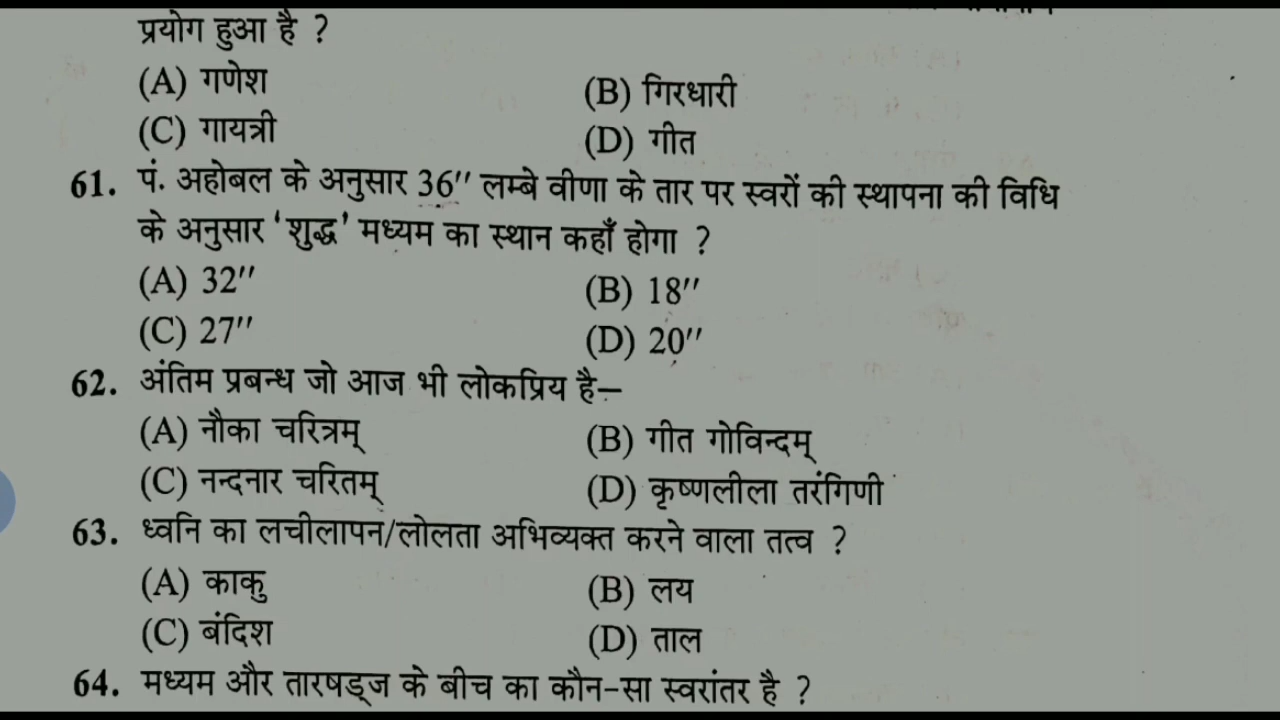 प्रयोग हुआ है ?
(A) गणेश (B) गिरधारी
(C) गायत्री (D) गीत
61. पं. अहोबल के अनुसार 36″ लम्बे वीणा के तार पर स्वरों की स्थापना की विधि
के अनुसार ‘शुद्ध’ मध्यम का स्थान कहाँ होगा ?
(A) 32″ (B) 18″
(C) 27″ (D) 20″
62. अंतिम प्रबन्ध जो आज भी लोकप्रिय है–
(A) नौका चरित्रम् (B) गीत गोविन्दम्
(C) नन्दनार चरितम् (D) कृष्णलीला तरंगिणी
63. ध्वनि का लचीलापन/लोलता अभिव्यक्त करने वाला तत्व ?
(A) काकु (B) लय
(C) बंदिश (D) ताल
64. मध्यम और तारषड्ज के बीच का कौन-सा स्वरांतर है ?